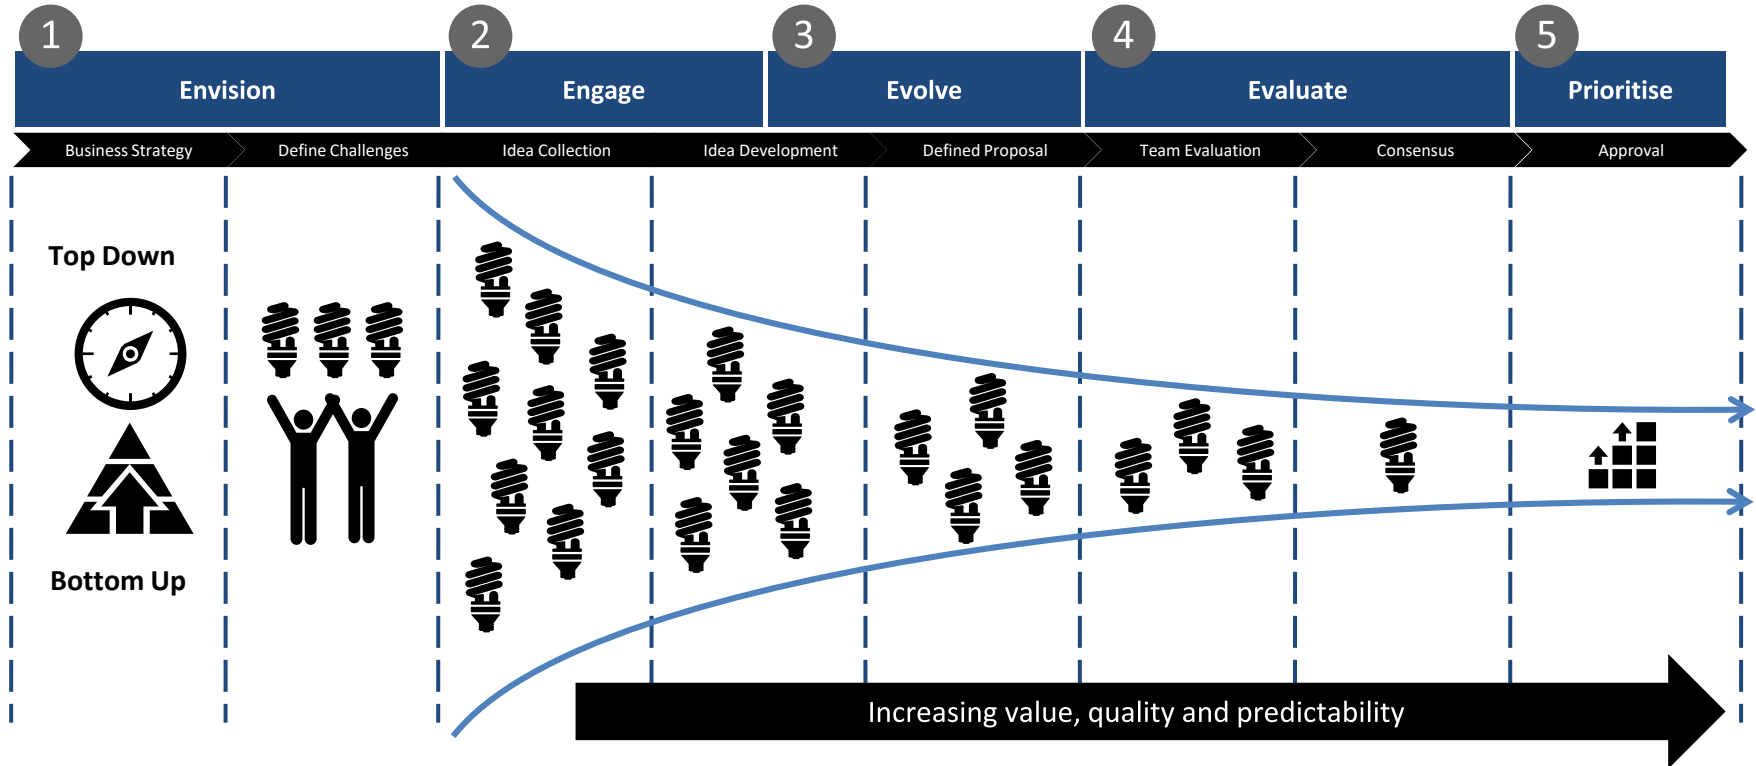 1
2
3
4
5
Envision
Engage
Evolve
Evaluate
Prioritise
Business Strategy
Define Challenges
Idea Collection
Idea Development
Defined Proposal
Team Evaluation
Consensus
Approval
Top Down
Bottom Up
Increasing value, quality and predictability